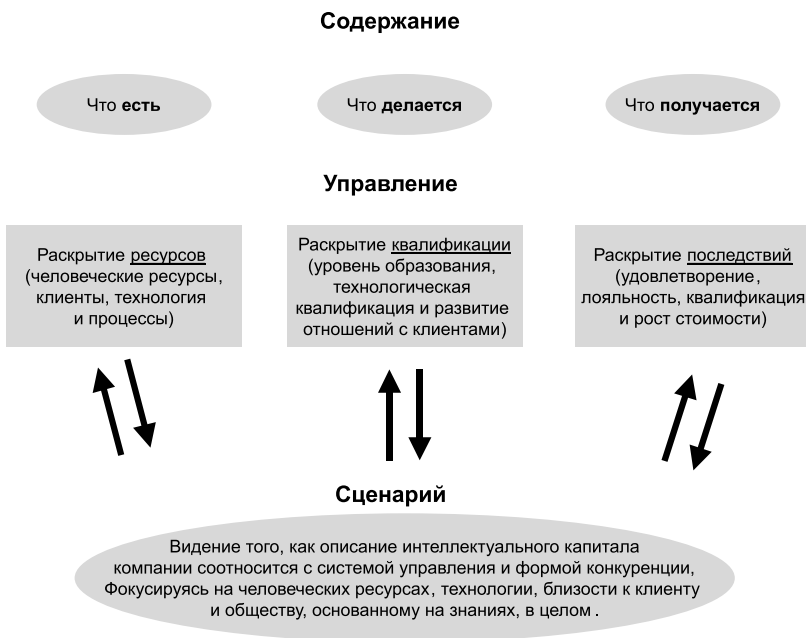 Содержание
Что есть
Что делается
Что получается
Управление
Раскрытие ресурсов
(человеческие ресурсы,
клиенты, технология
и процессы)
Раскрытие квалификации
(уровень образования,
технологическая
квалификация и развитие
отношений с клиентами)
Раскрытие последствий
(удовлетворение,
лояльность, квалификация
и рост стоимости)
Сценарий
Видение того, как описание интеллектуального капитала
компании соотносится с системой управления и формой конкуренции,
Фокусируясь на человеческих ресурсах, технологии, близости к клиенту
и обществу, основанному на знаниях, в целом .